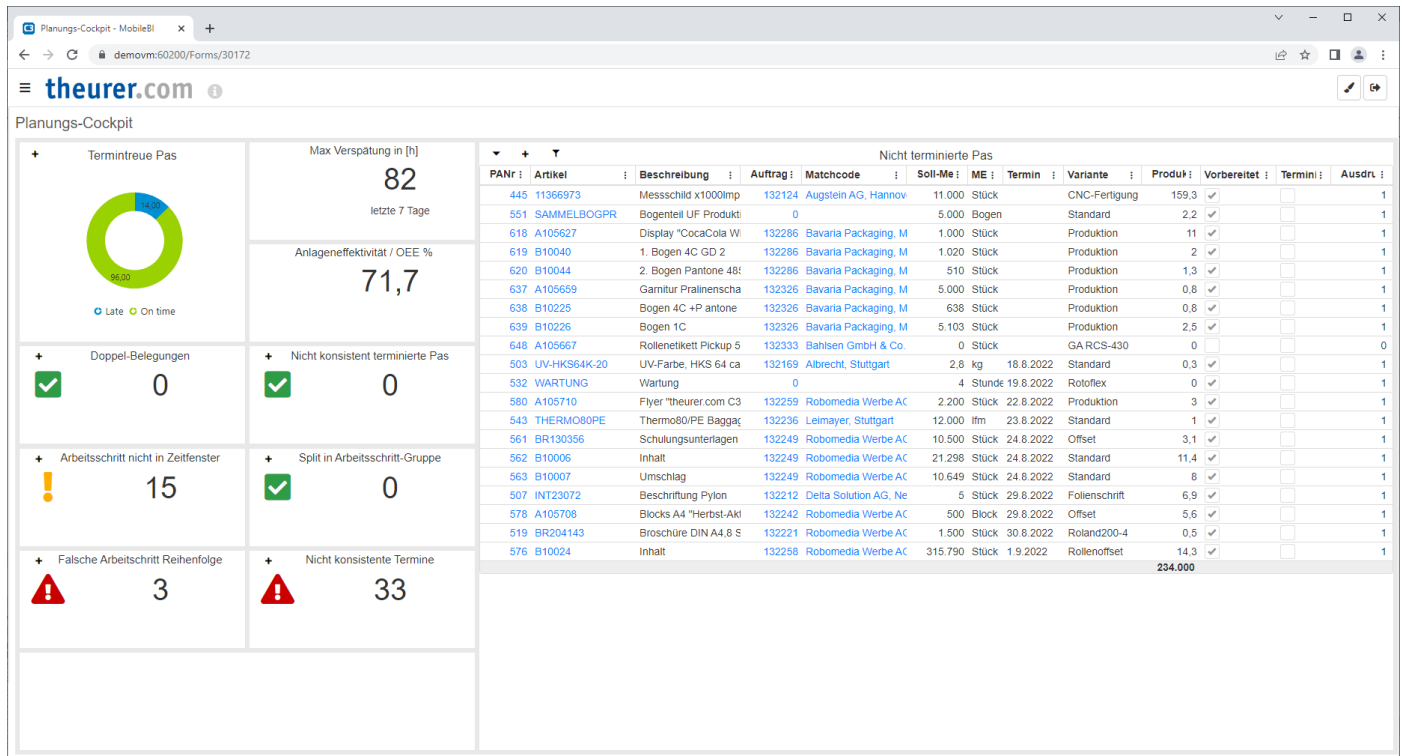 Planungs-Cockpit - MobileBI
demovm:60200/Forms/30172
theurer.com
Planungs-Cockpit
Termintreue Pas
14,00
96,00
Late On time
Max Verspätung in [h]
82
letzte 7 Tage
Anlageneffektivität / OEE %
71,7
Doppel-Belegungen
0
Nicht konsistent terminierte Pas
0
Arbeitsschritt nicht in Zeitfenster
15
Split in Arbeitsschritt-Gruppe
0
Falsche Arbeitschritt Reihenfolge
3
Nicht konsistente Termine
33
Nicht terminierte Pas
PANr Artikel Beschreibung Auftrag Matchcode Soll-Me ME Termin Variante Produk Vorbereitet Termini Ausdru
445 11366973 Messschild x1000Imp 132124 Augstein AG, Hannov 11.000 Stück CNC-Fertigung 159,3 1
551 SAMMELBOGPR Bogenteil UF Produkti 0 5.000 Bogen Standard 2,2 1
618 A105627 Display "CocaCola Wi 132286 Bavaria Packaging, M 1.000 Stück Produktion 11 1
619 B10040 1. Bogen 4C GD 2 132286 Bavaria Packaging, M 1.020 Stück Produktion 2 1
620 B10044 2. Bogen Pantone 485 132286 Bavaria Packaging, M 510 Stück Produktion 1,3 1
637 A105659 Garnitur Pralinenscha 132326 Bavaria Packaging, M 5.000 Stück Produktion 0,8 1
638 B10225 Bogen 4C +P antone 132326 Bavaria Packaging, M 638 Stück Produktion 0,8 1
639 B10226 Bogen 1C 132326 Bavaria Packaging, M 5.103 Stück Produktion 2,5 1
648 A105667 Rollenetikett Pickup 5 132333 Bahlsen GmbH & Co. 0 Stück GA RCS-430 0 0
503 UV-HKS64K-20 UV-Farbe, HKS 64 ca 132169 Albrecht, Stuttgart 2,8 kg 18.8.2022 Standard 0,3 1
532 WARTUNG Wartung 0 4 Stunde 19.8.2022 Rotoflex 0 1
580 A105710 Flyer "theurer.com C3 132259 Robomedia Werbe AG 2.200 Stück 22.8.2022 Produktion 3 1
543 THERMO80PE Thermo80/PE Baggag 132236 Leimayer, Stuttgart 12.000 lfm 23.8.2022 Standard 1 1
561 BR130356 Schulungsunterlagen 132249 Robomedia Werbe AG 10.500 Stück 24.8.2022 Offset 3,1 1
562 B10006 Inhalt 132249 Robomedia Werbe AG 21.298 Stück 24.8.2022 Standard 11,4 1
563 B10007 Umschlag 132249 Robomedia Werbe AG 10.649 Stück 24.8.2022 Standard 8 1
507 INT23072 Beschriftung Pylon 132212 Delta Solution AG, Ne 5 Stück 29.8.2022 Folienschrift 6,9 1
578 A105708 Blocks A4 "Herbst-Akt 132242 Robomedia Werbe AG 500 Block 29.8.2022 Offset 5,6 1
519 BR204143 Broschüre DIN A4,8 S 132221 Robomedia Werbe AG 1.500 Stück 30.8.2022 Roland200-4 0,5 1
576 B10024 Inhalt 132258 Robomedia Werbe AG 315.790 Stück 1.9.2022 Rollenoffset 14,3 1
234.000